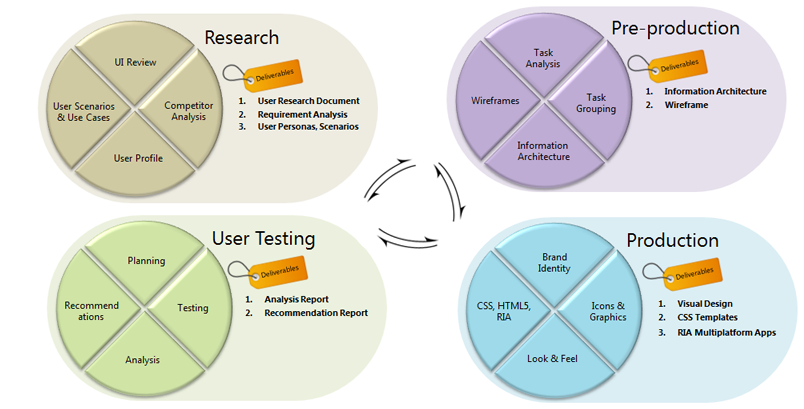 Research
UI Review
User Scenarios
& Use Cases
Competitor
Analysis
User Profile
Deliverables
1. User Research Document
2. Requirement Analysis
3. User Personas, Scenarios
Pre-production
Task
Analysis
Wireframes
Task
Grouping
Information
Architecture
Deliverables
1. Information Architecture
2. Wireframe
User Testing
Planning
Recommend
ations
Testing
Analysis
Deliverables
1. Analysis Report
2. Recommendation Report
Production
Brand
Identity
CSS, HTML5,
RIA
Icons &
Graphics
Look & Feel
Deliverables
1. Visual Design
2. CSS Templates
3. RIA Multiplatform Apps